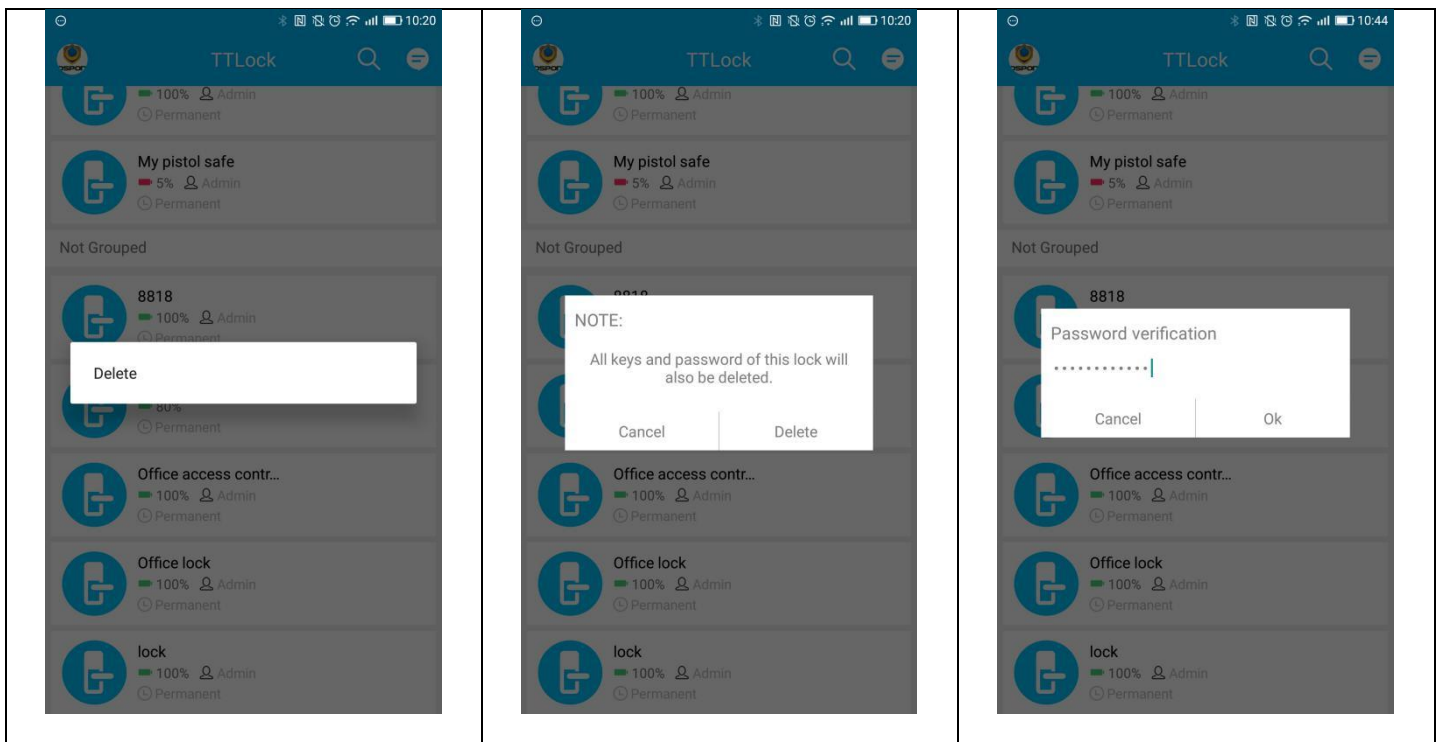 10:20
TTLock
100% Admin
Permanent
My pistol safe
5% Admin
Permanent
Not Grouped
8818
100% Admin
Permanent
Delete
80%
Permanent
Office access contr...
100% Admin
Permanent
Office lock
100% Admin
Permanent
lock
100% Admin
Permanent
10:20
TTLock
100% Admin
Permanent
My pistol safe
5% Admin
Permanent
Not Grouped
8818
NOTE:
All keys and password of this lock will
also be deleted.
Cancel Delete
Office access contr...
100% Admin
Permanent
Office lock
100% Admin
Permanent
lock
100% Admin
Permanent
10:44
TTLock
100% Admin
Permanent
My pistol safe
5% Admin
Permanent
Not Grouped
8818
Password verification
Cancel Ok
Office access contr...
100% Admin
Permanent
Office lock
100% Admin
Permanent
lock
100% Admin
Permanent